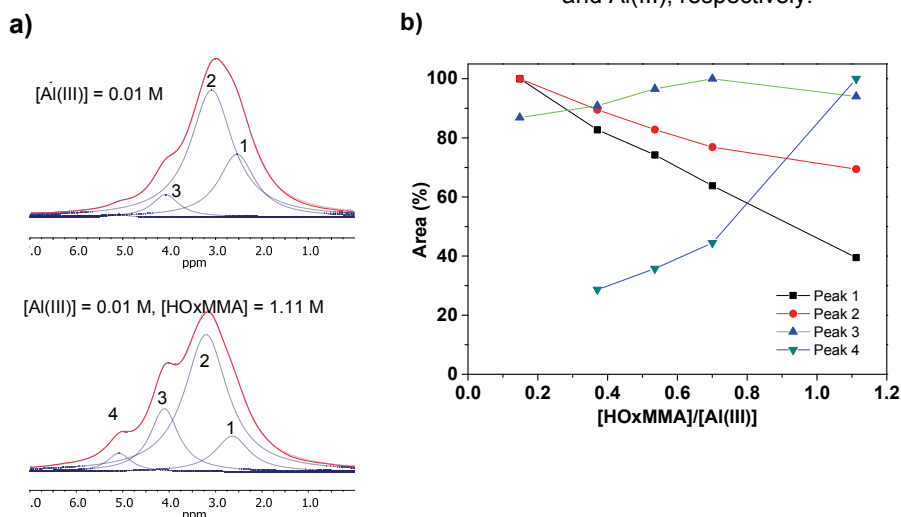 and Al(III), respectively.
a)
[Al(III)] = 0.01 M
2
1
3
7.0 6.0 5.0 4.0 3.0 2.0 1.0
ppm
[Al(III)] = 0.01 M, [HOxMMA] = 1.11 M
2
3
4
1
.0 6.0 5.0 4.0 3.0 2.0 1.0
ppm
b)
100
80
60
40
20
0
Area (%)
Peak 1
Peak 2
Peak 3
Peak 4
0.0 0.2 0.4 0.6 0.8 1.0 1.2
[HOxMMA]/[Al(III)]